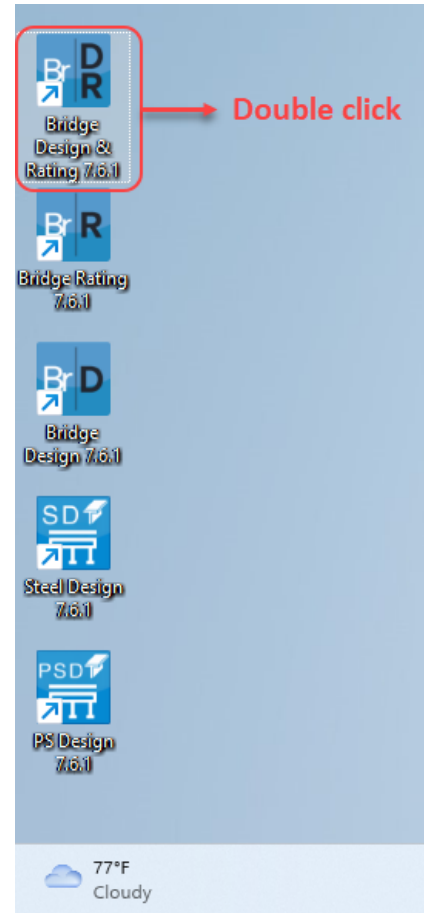 Br D
R
Bridge
Design &
Rating 7.6.1
Double click
Br R
Bridge Rating
7.6.1
Br D
Bridge
Design 7.6.1
SD
Steel Design
7.6.1
PSD
PS Design
7.6.1
77°F
Cloudy